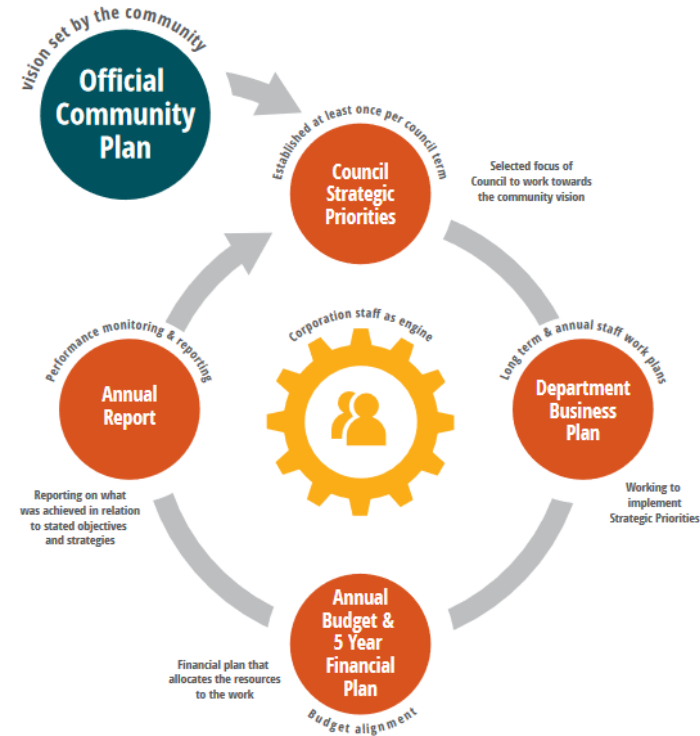 vision set by the community
Official
Community
Plan
Established at least once per council term
Council
Strategic
Priorities
Selected focus of
Council to work towards
the community vision
Long term & annual staff work plans
Department
Business
Plan
Working to
implement
Strategic Priorities
Corporation staff as engine
Annual
Budget &
5 Year
Financial
Plan
Budget alignment
Financial plan that
allocates the resources
to the work
Performance monitoring & reporting
Annual
Report
Reporting on what
was achieved in relation
to stated objectives
and strategies